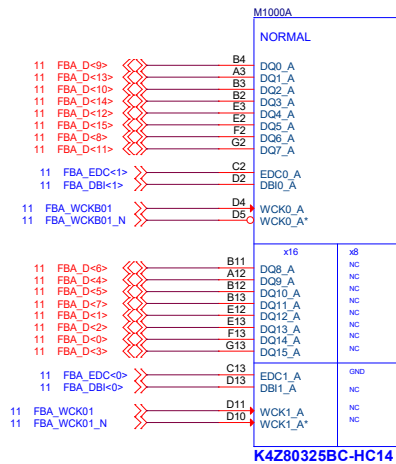 M1000A
NORMAL
11 FBA_D<9> B4 DQ0_A
11 FBA_D<13> A3 DQ1_A
11 FBA_D<10> B3 DQ2_A
11 FBA_D<14> B2 DQ3_A
11 FBA_D<12> E3 DQ4_A
11 FBA_D<15> E2 DQ5_A
11 FBA_D<8> F2 DQ6_A
11 FBA_D<11> G2 DQ7_A
11 FBA_EDC<1> C2 EDC0_A
11 FBA_DBI<1> D2 DBI0_A
11 FBA_WCKB01 D4 WCK0_A
11 FBA_WCKB01_N D5 WCK0_A*
x16 x8
11 FBA_D<6> B11 DQ8_A NC
11 FBA_D<4> A12 DQ9_A NC
11 FBA_D<5> B12 DQ10_A NC
11 FBA_D<7> B13 DQ11_A NC
11 FBA_D<1> E12 DQ12_A NC
11 FBA_D<2> E13 DQ13_A NC
11 FBA_D<0> F13 DQ14_A NC
11 FBA_D<3> G13 DQ15_A NC
11 FBA_EDC<0> C13 EDC1_A GND
11 FBA_DBI<0> D13 DBI1_A NC
11 FBA_WCK01 D11 WCK1_A NC
11 FBA_WCK01_N D10 WCK1_A* NC
K4Z80325BC-HC14